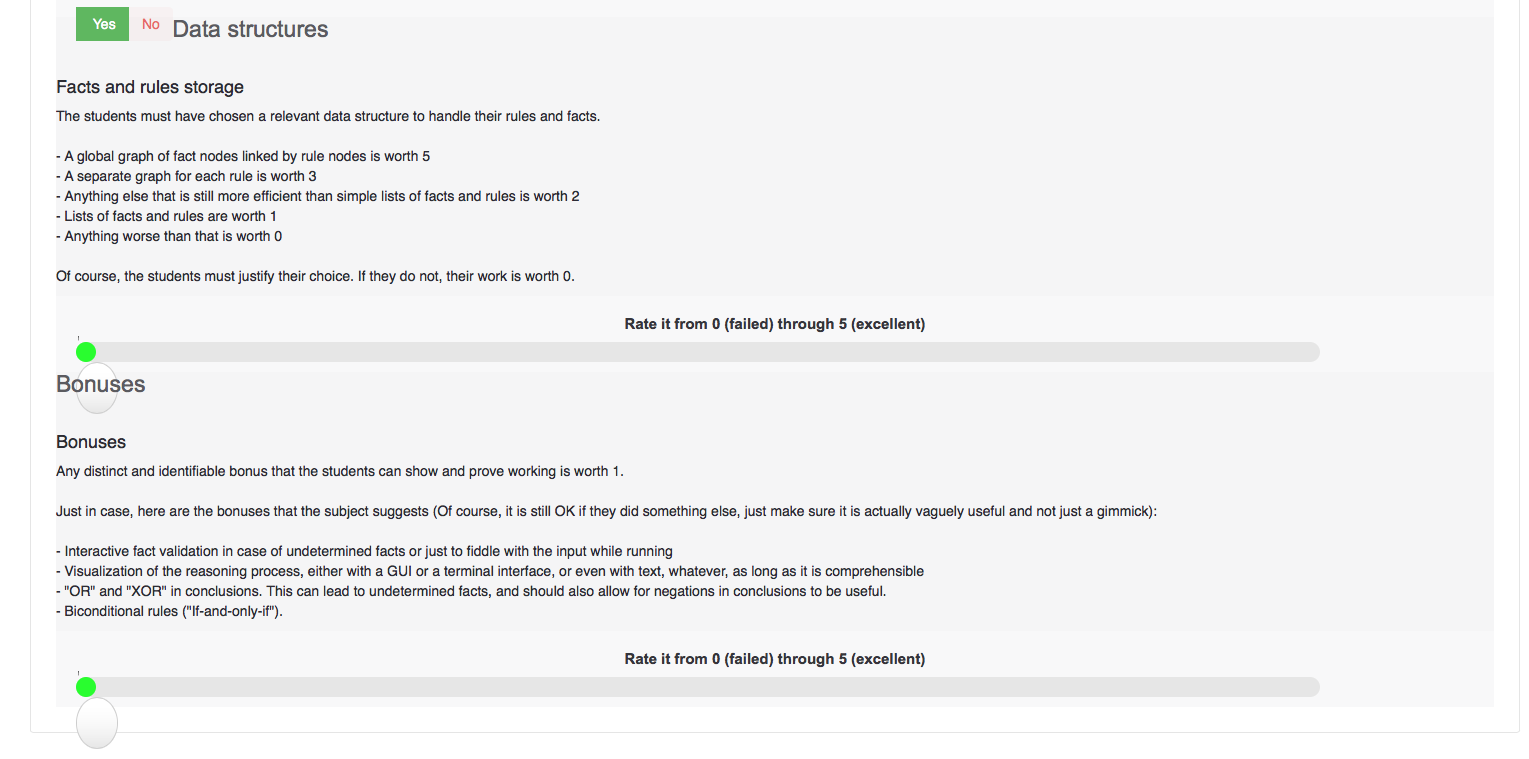 Yes No Data structures
Facts and rules storage
The students must have chosen a relevant data structure to handle their rules and facts.
- A global graph of fact nodes linked by rule nodes is worth 5
- A separate graph for each rule is worth 3
- Anything else that is still more efficient than simple lists of facts and rules is worth 2
- Lists of facts and rules are worth 1
- Anything worse than that is worth 0
Of course, the students must justify their choice. If they do not, their work is worth 0.
Rate it from 0 (failed) through 5 (excellent)
Bonuses
Bonuses
Any distinct and identifiable bonus that the students can show and prove working is worth 1.
Just in case, here are the bonuses that the subject suggests (Of course, it is still OK if they did something else, just make sure it is actually vaguely useful and not just a gimmick):
- Interactive fact validation in case of undetermined facts or just to fiddle with the input while running
- Visualization of the reasoning process, either with a GUI or a terminal interface, or even with text, whatever, as long as it is comprehensible
- "OR" and "XOR" in conclusions. This can lead to undetermined facts, and should also allow for negations in conclusions to be useful.
- Biconditional rules ("If-and-only-if").
Rate it from 0 (failed) through 5 (excellent)